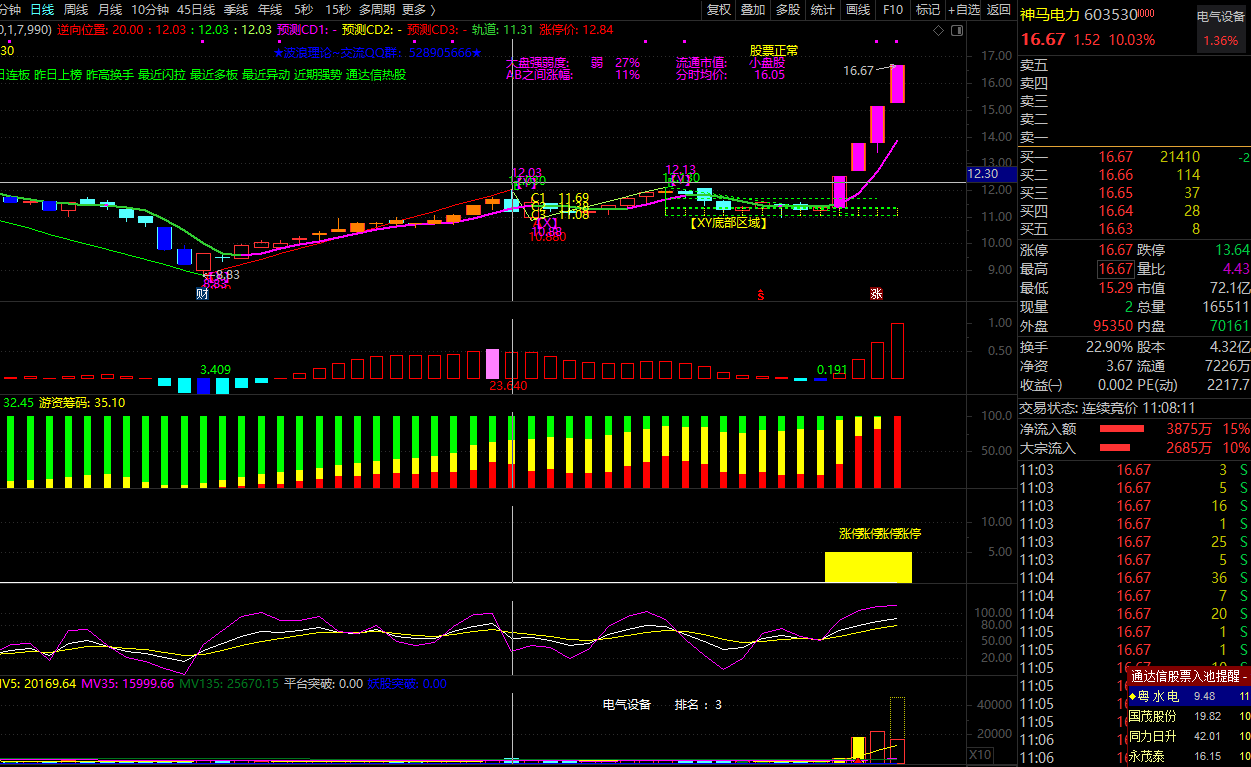 分钟 日线 周线 月线 10分钟 45日线 季线 年线 5秒 15秒 多周期 更多 〉 复权 叠加 多股 统计 画线 F10 标记 +自选 返回
0,1,7,990) 逆向位置: 20.00 : 12.03 : 12.03 : 12.03 预测CD1: - 预测CD2: - 预测CD3: - 轨道: 11.31 涨停价: 12.84
30
528905666★
日连板 昨日上榜 昨高换手 最近闪拉 最近多板 最近异动 近期强势 通达信热股
股票正常
大盘强弱度: 弱 27% 流通市值: 小盘股
AB之间涨幅: 11% 分时均价: 16.05
16.67
17.00
16.00
15.00
14.00
13.00
12.30
12.00
11.00
10.00
9.00
12.03
12.13
C1 11.69
C3 11.08
10.880
【XY底部区域】
8.83
财
涨
1.00
0.50
3.409
23.640
0.191
32.45 游资筹码: 35.10
100.0
50.00
10.00
5.00
涨停涨停涨停涨停
100.00
80.00
50.00
20.00
MV5: 20169.64 MV35: 15999.66 MV135: 25670.15 平台突破: 0.00 妖股突破: 0.00
电气设备 排名 : 3
40000
20000
X10
神马电力 603530
电气设备
1.36%
16.67 1.52 10.03%
卖五
卖四
卖三
卖二
卖一
买一 16.67 21410 -2
买二 16.66 114
买三 16.65 37
买四 16.64 28
买五 16.63 8
涨停 16.67 跌停 13.64
最高 16.67 量比 4.43
最低 15.29 市值 72.1亿
现量 2 总量 165511
外盘 95350 内盘 70161
换手 22.90% 股本 4.32亿
净资 3.67 流通 7226万
收益㈠ 0.002 PE(动) 2217.7
交易状态: 连续竞价 11:08:11
净流入额 3875万 15%
大宗流入 2685万 10%
11:03 16.67 3 S
11:03 16.67 5 S
11:03 16.67 16 S
11:03 16.67 1 S
11:03 16.67 25 S
11:03 16.67 5 S
11:04 16.67 36 S
11:04 16.67 7 S
11:04 16.67 20 S
11:05 16.67 1 S
11:05 16.67 1 S
11:05
11:05
11:05
11:05
11:06
11:06
通达信股票入池提醒 -
◆粤 水 电 9.48 11
国茂股份 19.82 10
同力日升 42.01 10
永茂泰 16.15 10